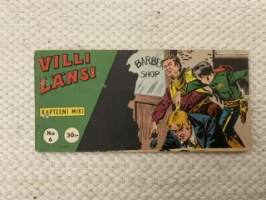 VILLI
LÄNSI
KAPTEENI MIKI
No
6
30:-
BARBER
SHOP